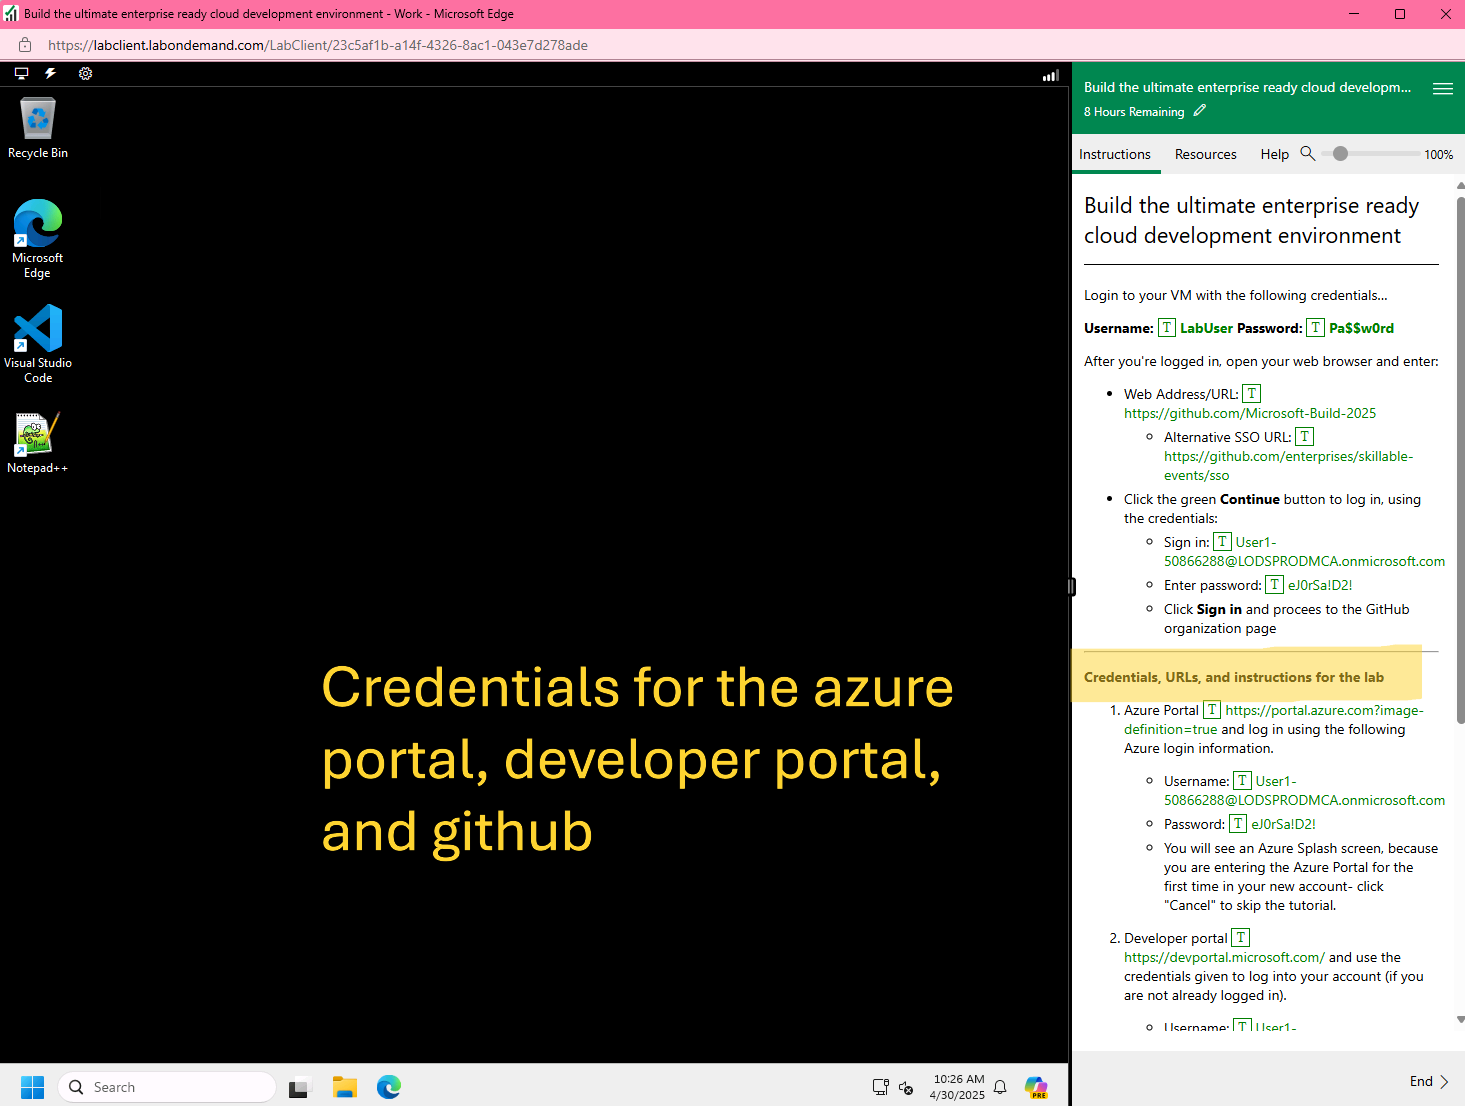 Build the ultimate enterprise ready cloud development environment - Work - Microsoft Edge
https://labclient.labondemand.com/LabClient/23c5af1b-a14f-4326-8ac1-043e7d278ade
Recycle Bin
Microsoft
Edge
Visual Studio
Code
Notepad++
Credentials for the azure
portal, developer portal,
and github
Search
10:26 AM
4/30/2025
PRE
Build the ultimate enterprise ready cloud developm...
8 Hours Remaining
Instructions Resources Help 100%
Build the ultimate enterprise ready
cloud development environment
Login to your VM with the following credentials...
Username: T LabUser Password: T Pa$$w0rd
After you're logged in, open your web browser and enter:
• Web Address/URL: T
https://github.com/Microsoft-Build-2025
◦ Alternative SSO URL: T
https://github.com/enterprises/skillable-
events/sso
• Click the green Continue button to log in, using
the credentials:
◦ Sign in: T User1-
50866288@LODSPRODMCA.onmicrosoft.com
◦ Enter password: T eJ0rSa!D2!
◦ Click Sign in and procees to the GitHub
organization page
Credentials, URLs, and instructions for the lab
1. Azure Portal T https://portal.azure.com?image-
definition=true and log in using the following
Azure login information.
◦ Username: T User1-
50866288@LODSPRODMCA.onmicrosoft.com
◦ Password: T eJ0rSa!D2!
◦ You will see an Azure Splash screen, because
you are entering the Azure Portal for the
first time in your new account- click
"Cancel" to skip the tutorial.
2. Developer portal T
https://devportal.microsoft.com/ and use the
credentials given to log into your account (if you
are not already logged in).
◦ Username: T User1-
End